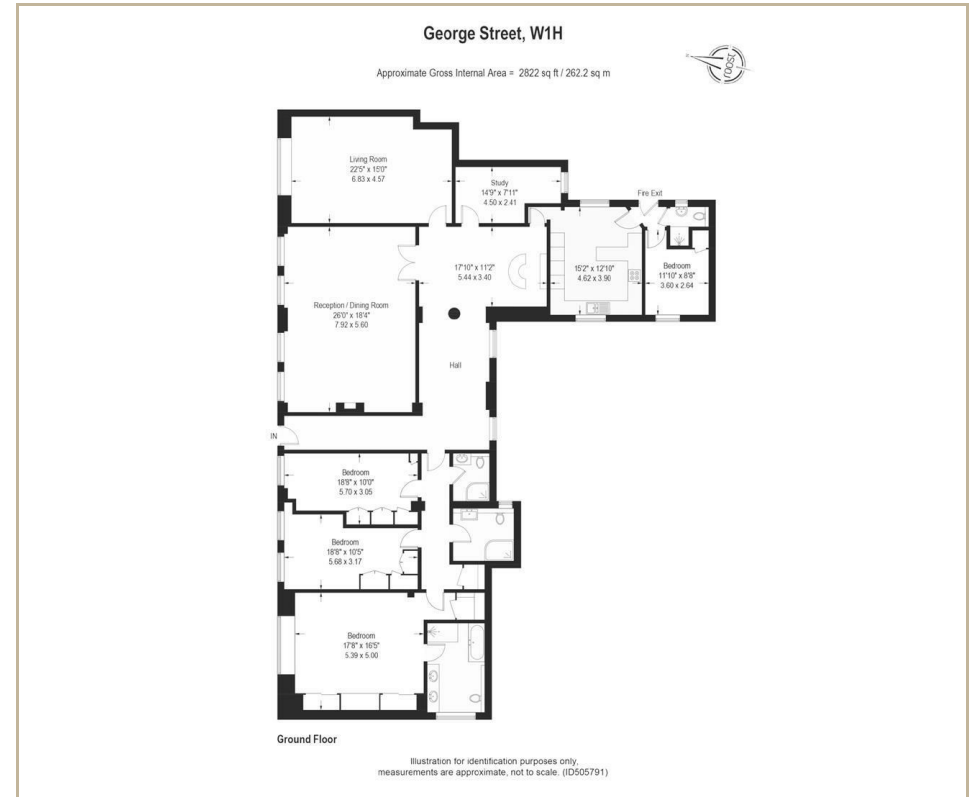 George Street, W1H
Approximate Gross Internal Area = 2822 sq ft / 262.2 sq m
Living Room
22'5" x 15'0"
6.83 x 4.57
Study
14'9" x 7'11"
4.50 x 2.41
Fire Exit
17'10" x 11'2"
5.44 x 3.40
15'2" x 12'10"
4.62 x 3.90
Bedroom
11'10" x 8'8"
3.60 x 2.64
Reception / Dining Room
26'0" x 18'4"
7.92 x 5.60
Hall
IN
Bedroom
18'8" x 10'0"
5.70 x 3.05
Bedroom
18'8" x 10'5"
5.68 x 3.17
Bedroom
17'8" x 16'5"
5.39 x 5.00
Ground Floor
Illustration for identification purposes only,
measurements are approximate, not to scale. (ID505791)